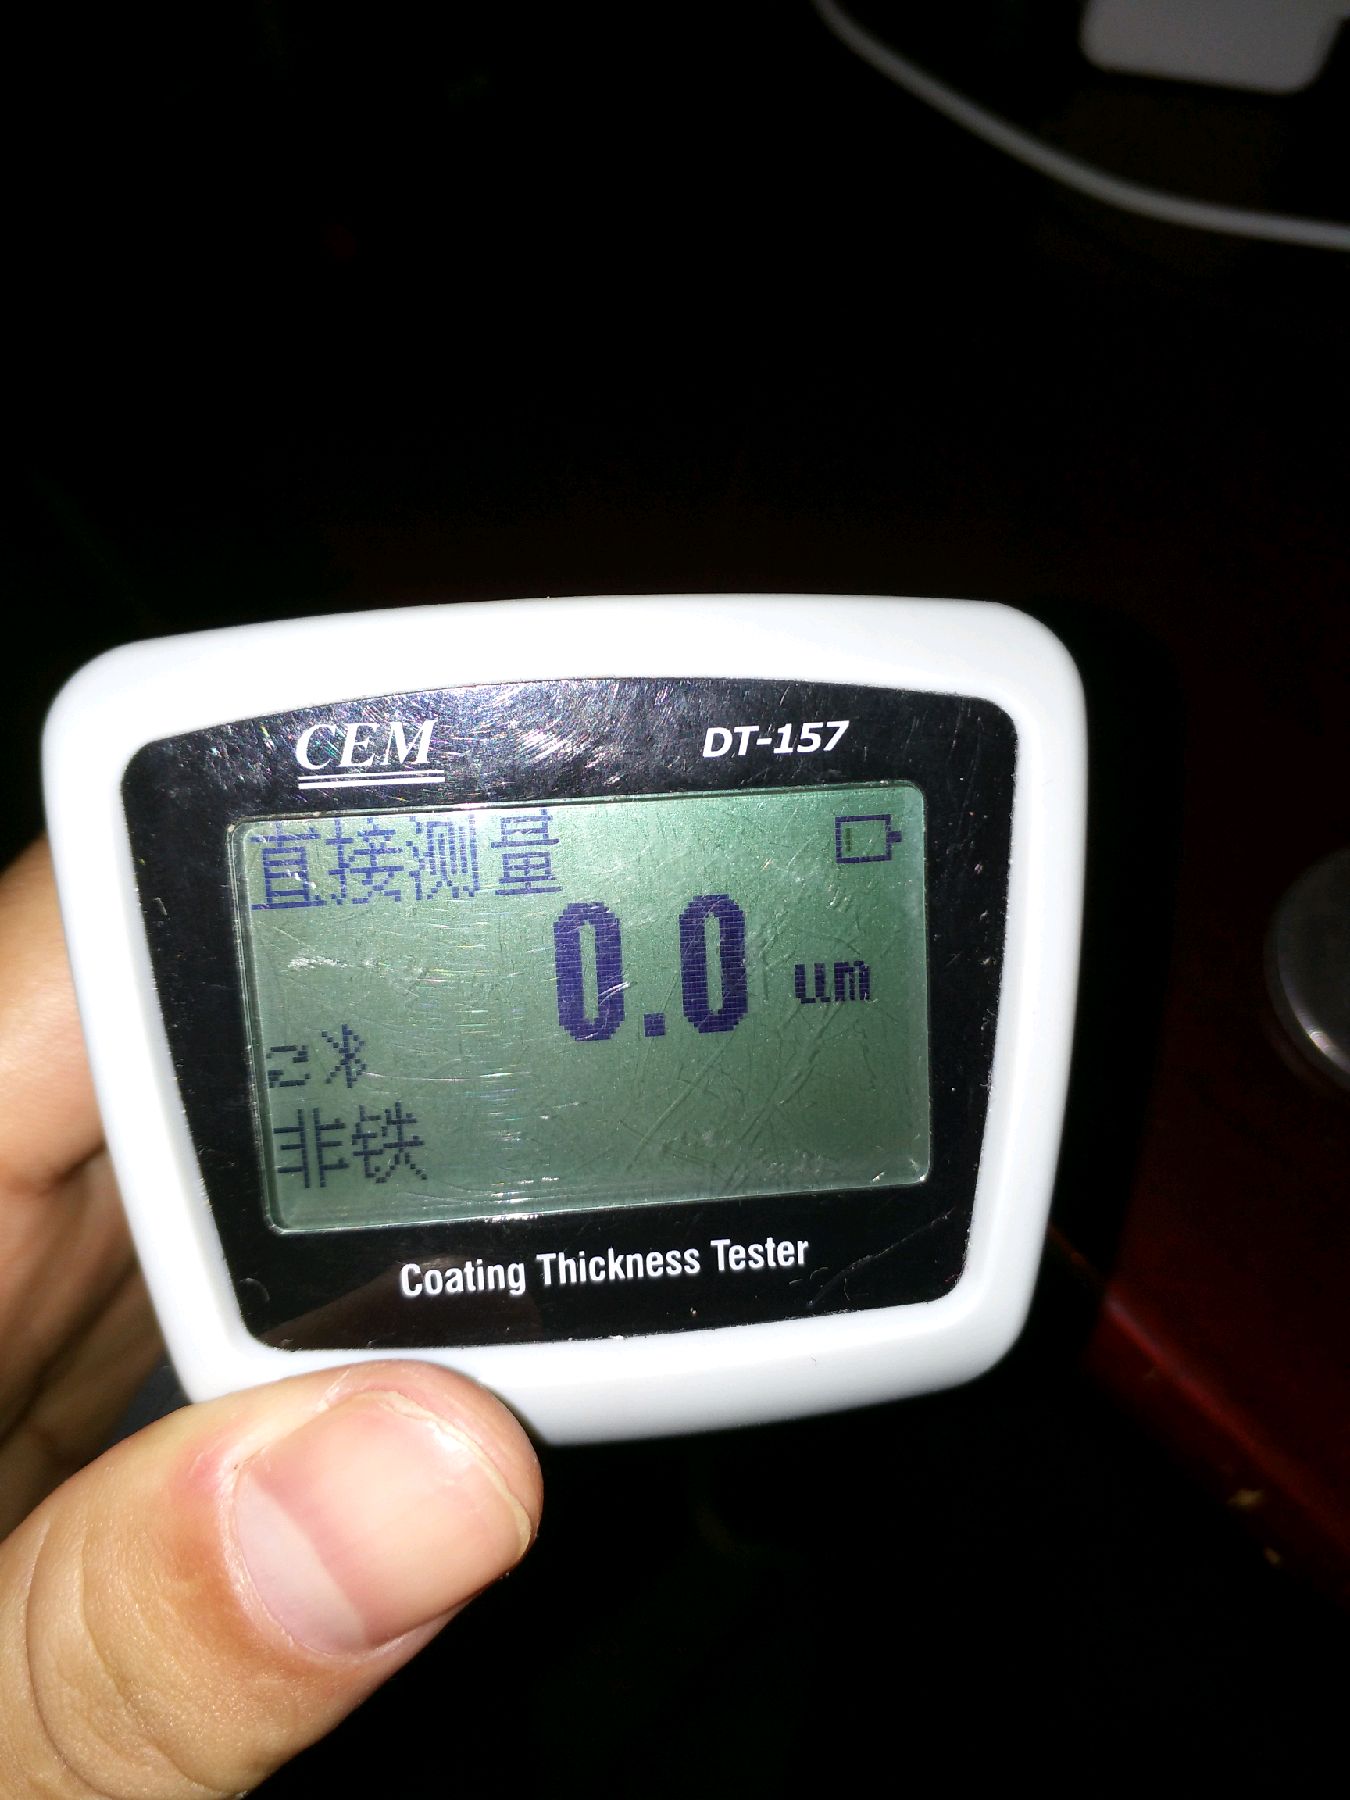 CEM
DT-157
直接测量
0.0 um
非铁
Coating Thickness Tester